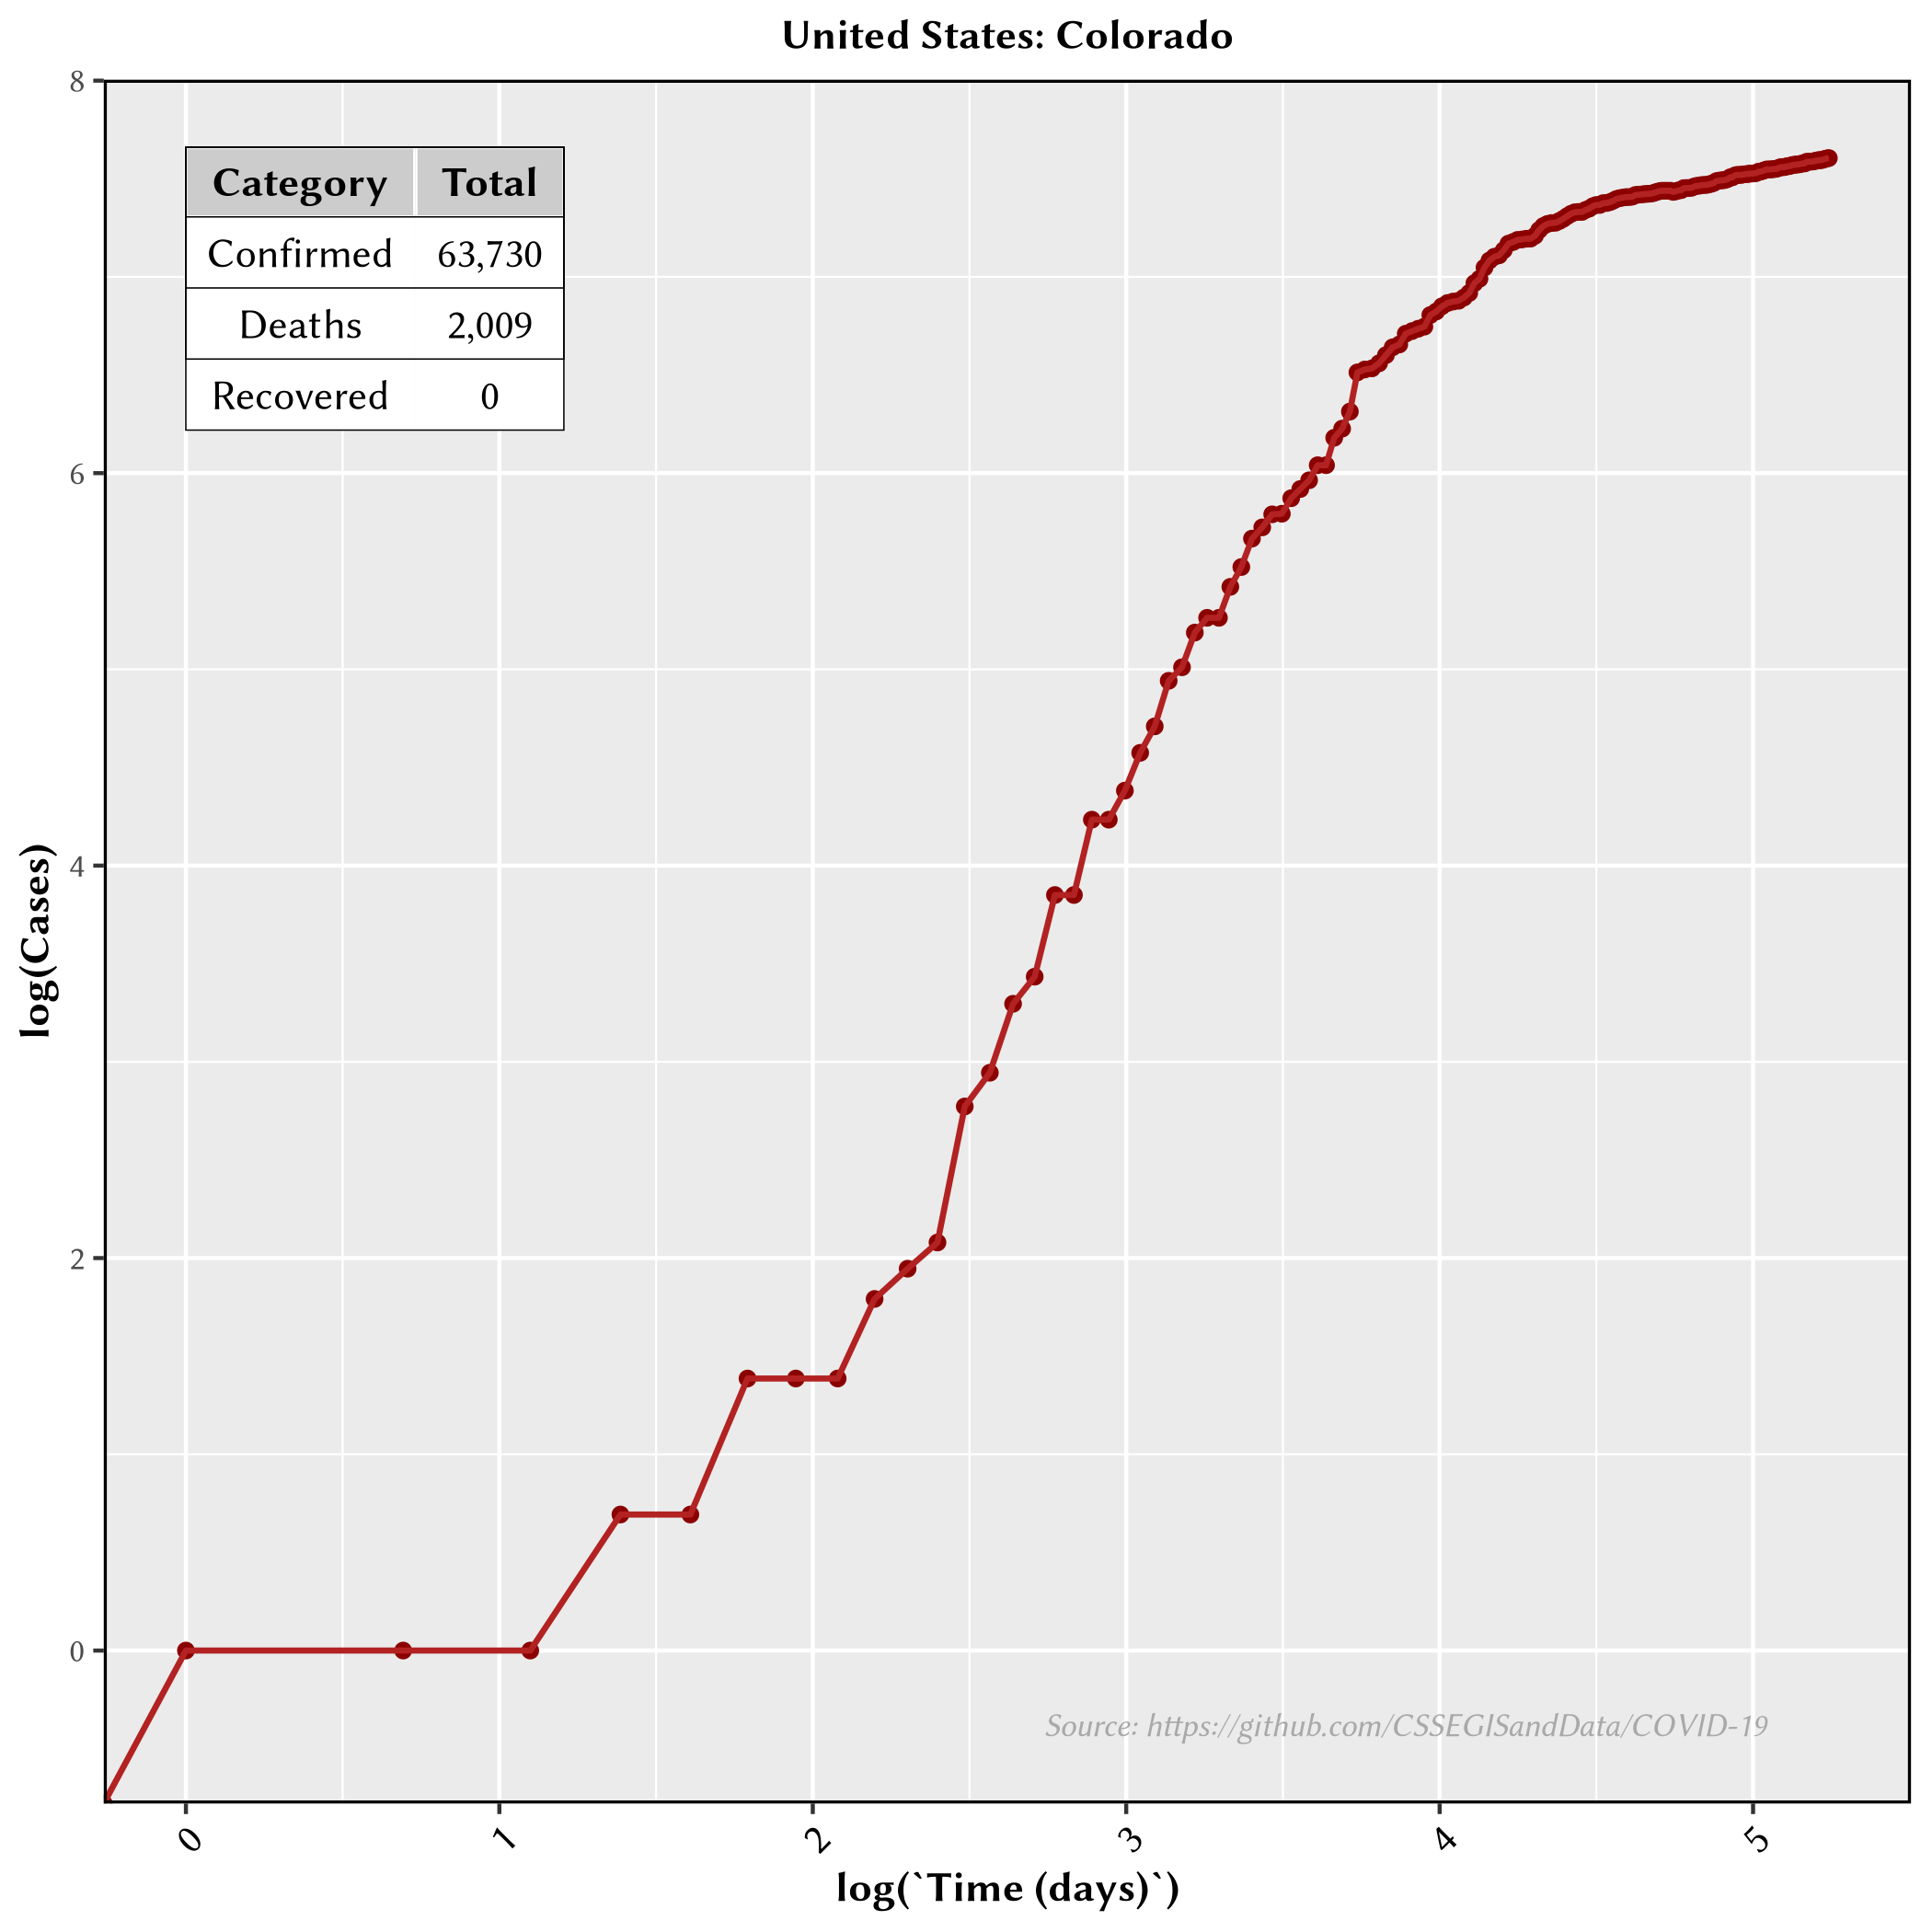 United States: Colorado
8
Category Total
Confirmed 63,730
Deaths 2,009
Recovered 0
6
4
log(Cases)
2
0
Source: https://github.com/CSSEGISandData/COVID-19
0 1 2 3 4 5
log(`Time (days)`)